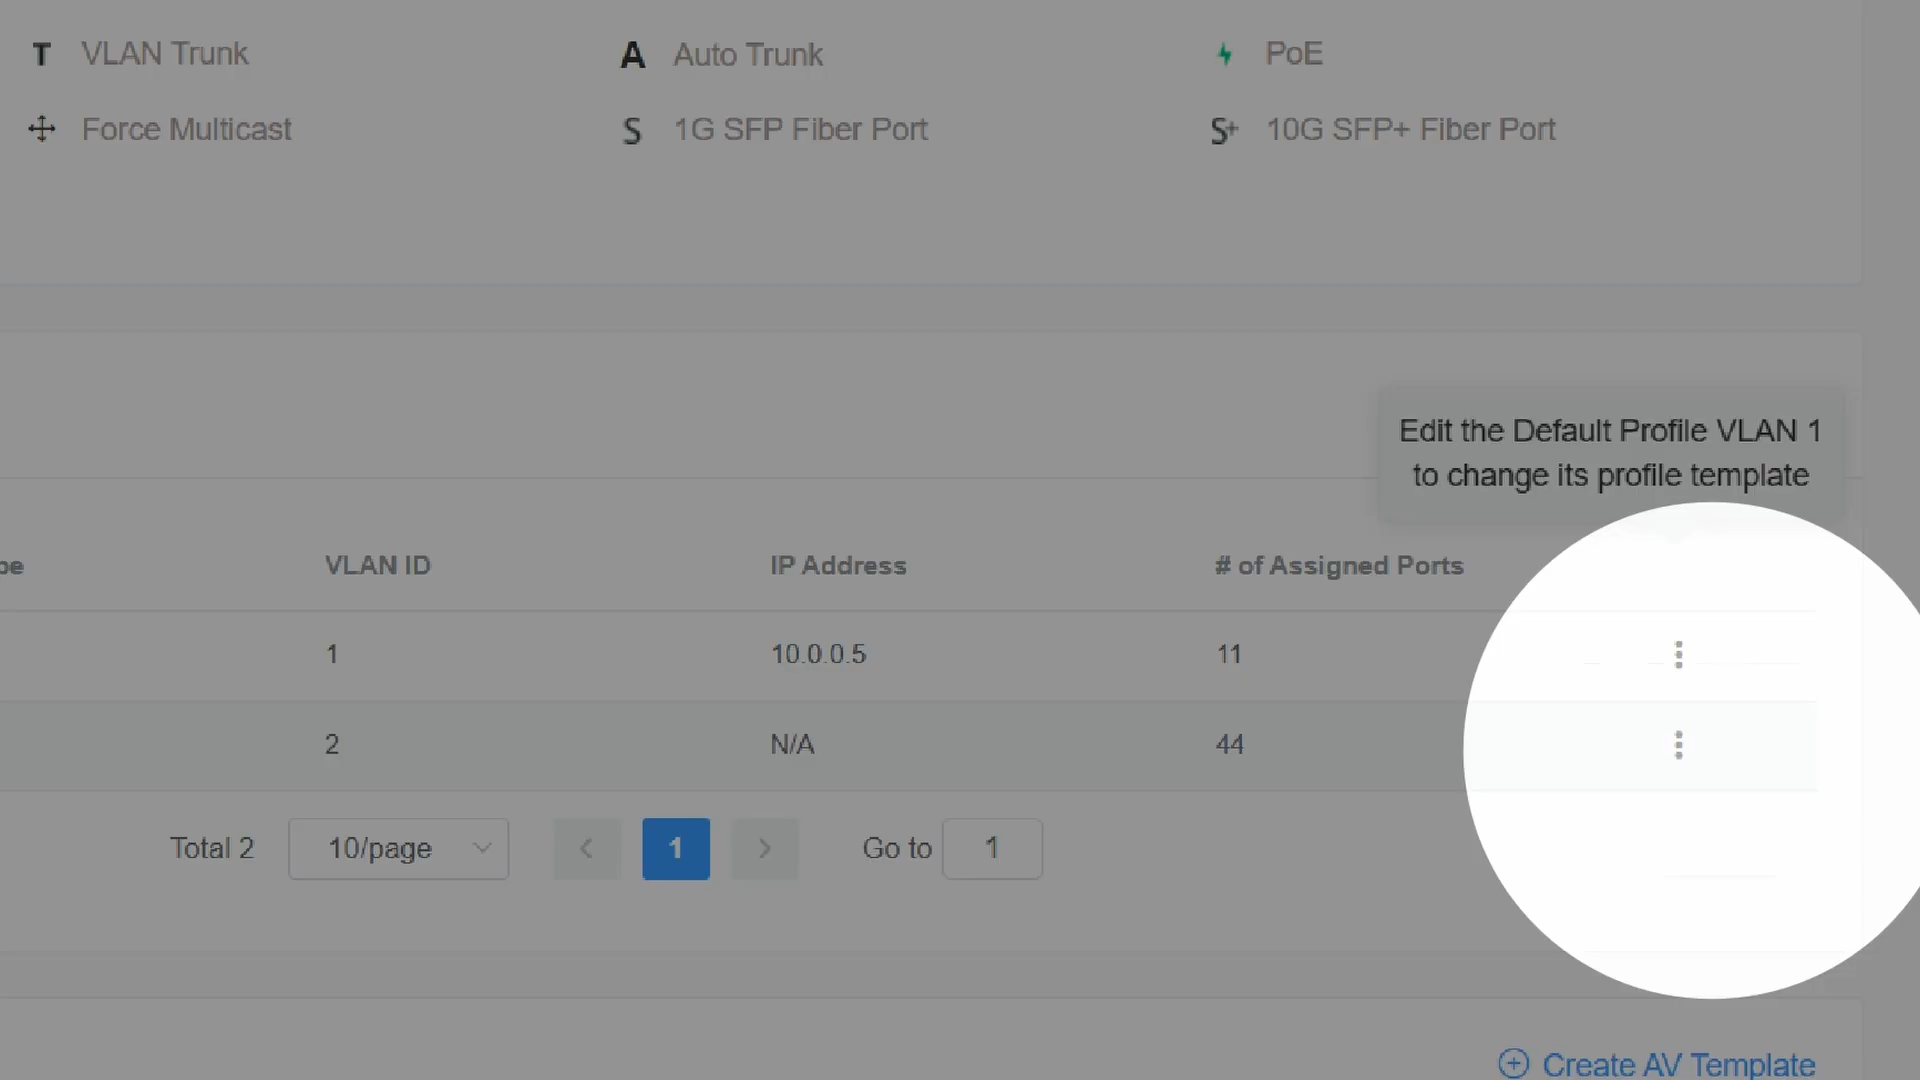 T VLAN Trunk
A Auto Trunk
PoE
Force Multicast
S 1G SFP Fiber Port
S+ 10G SFP+ Fiber Port
Edit the Default Profile VLAN 1
to change its profile template
VLAN ID
IP Address
# of Assigned Ports
1
10.0.0.5
11
2
N/A
44
Total 2
10/page
1
Go to
1
Create AV Template